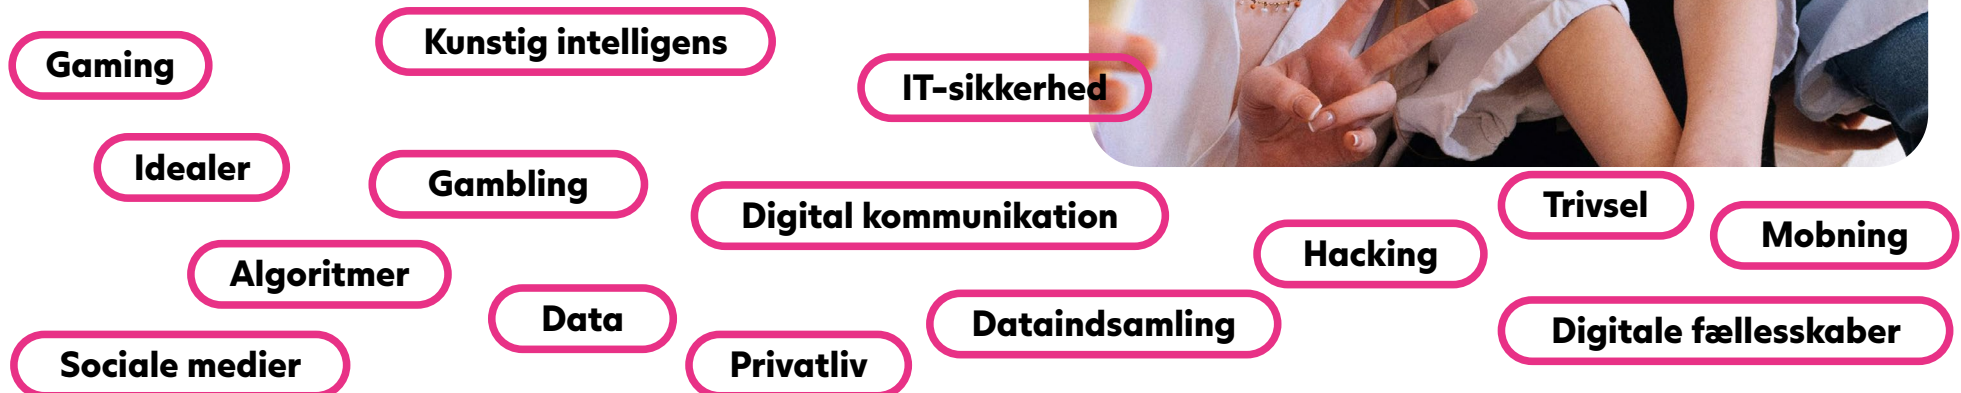 Gaming
Kunstig intelligens
IT-sikkerhed
Idealer
Gambling
Digital kommunikation
Trivsel
Mobning
Hacking
Algoritmer
Data
Dataindsamling
Digitale fællesskaber
Sociale medier
Privatliv